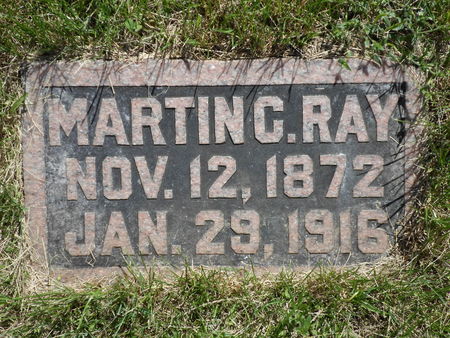 MARTIN C. RAY
NOV. 12, 1872
JAN. 29, 1916